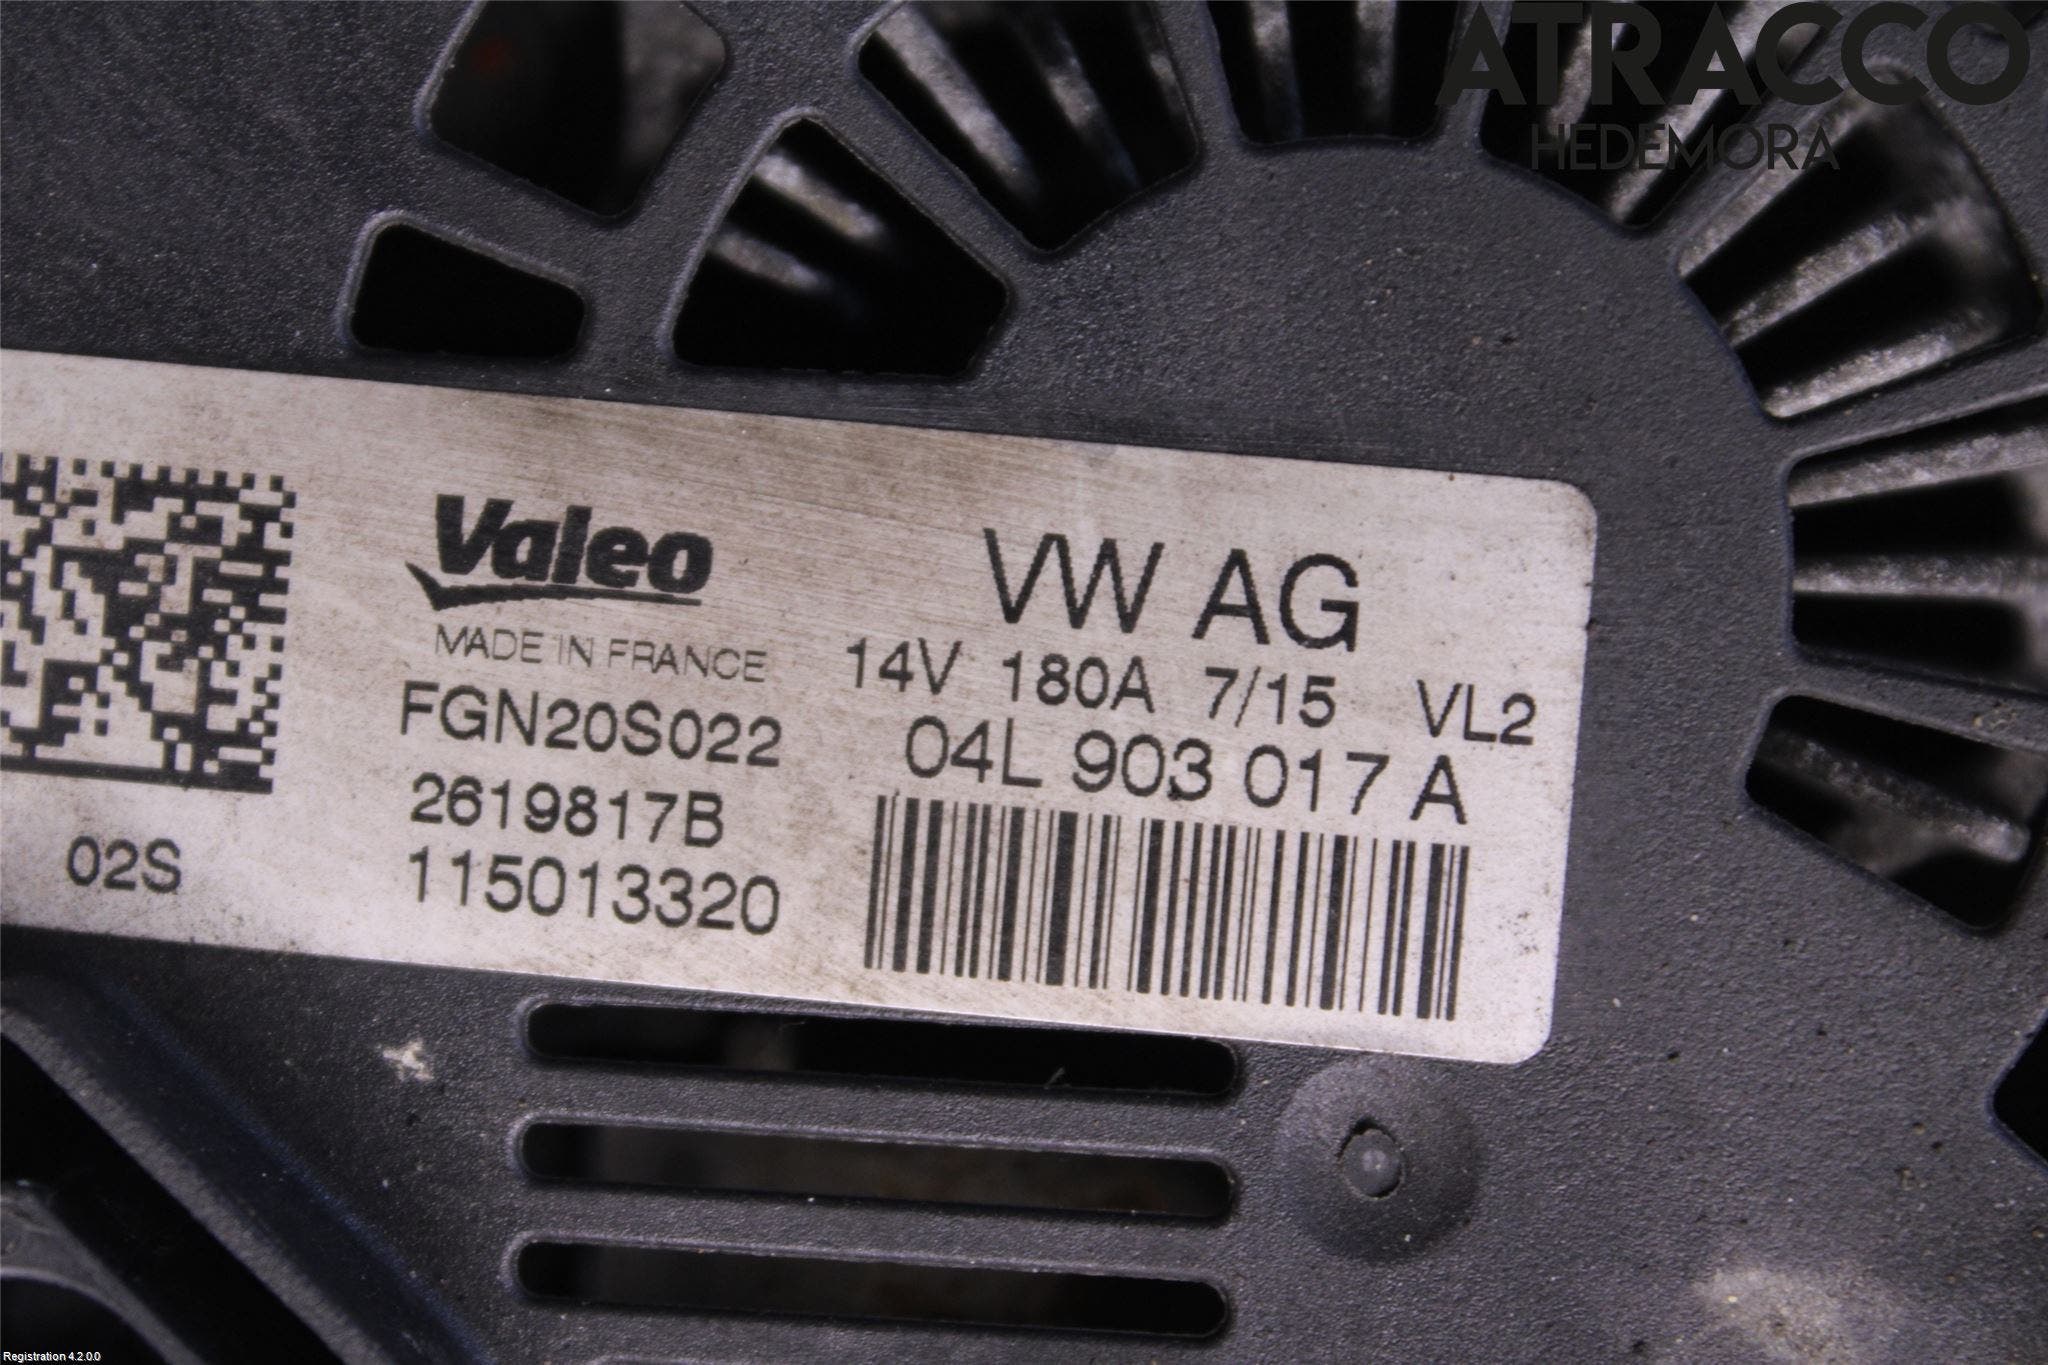 ATRACCO
HEDEMORA
Valeo
MADE IN FRANCE
FGN20S022
2619817B
115013320
02S
VW AG
14V 180A 7/15 VL2
04L 903 017 A
Registration 4.2.0.0